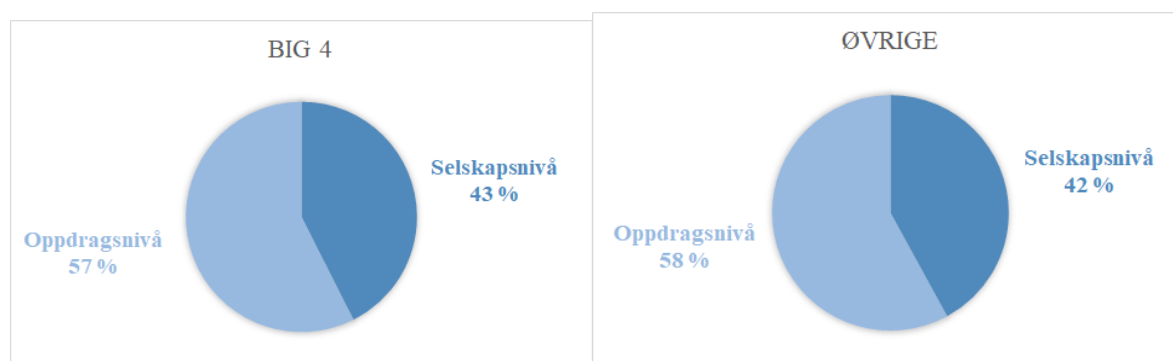 BIG 4
Selskapsnivå
43 %
Oppdragsnivå
57 %
ØVRIGE
Selskapsnivå
42 %
Oppdragsnivå
58 %